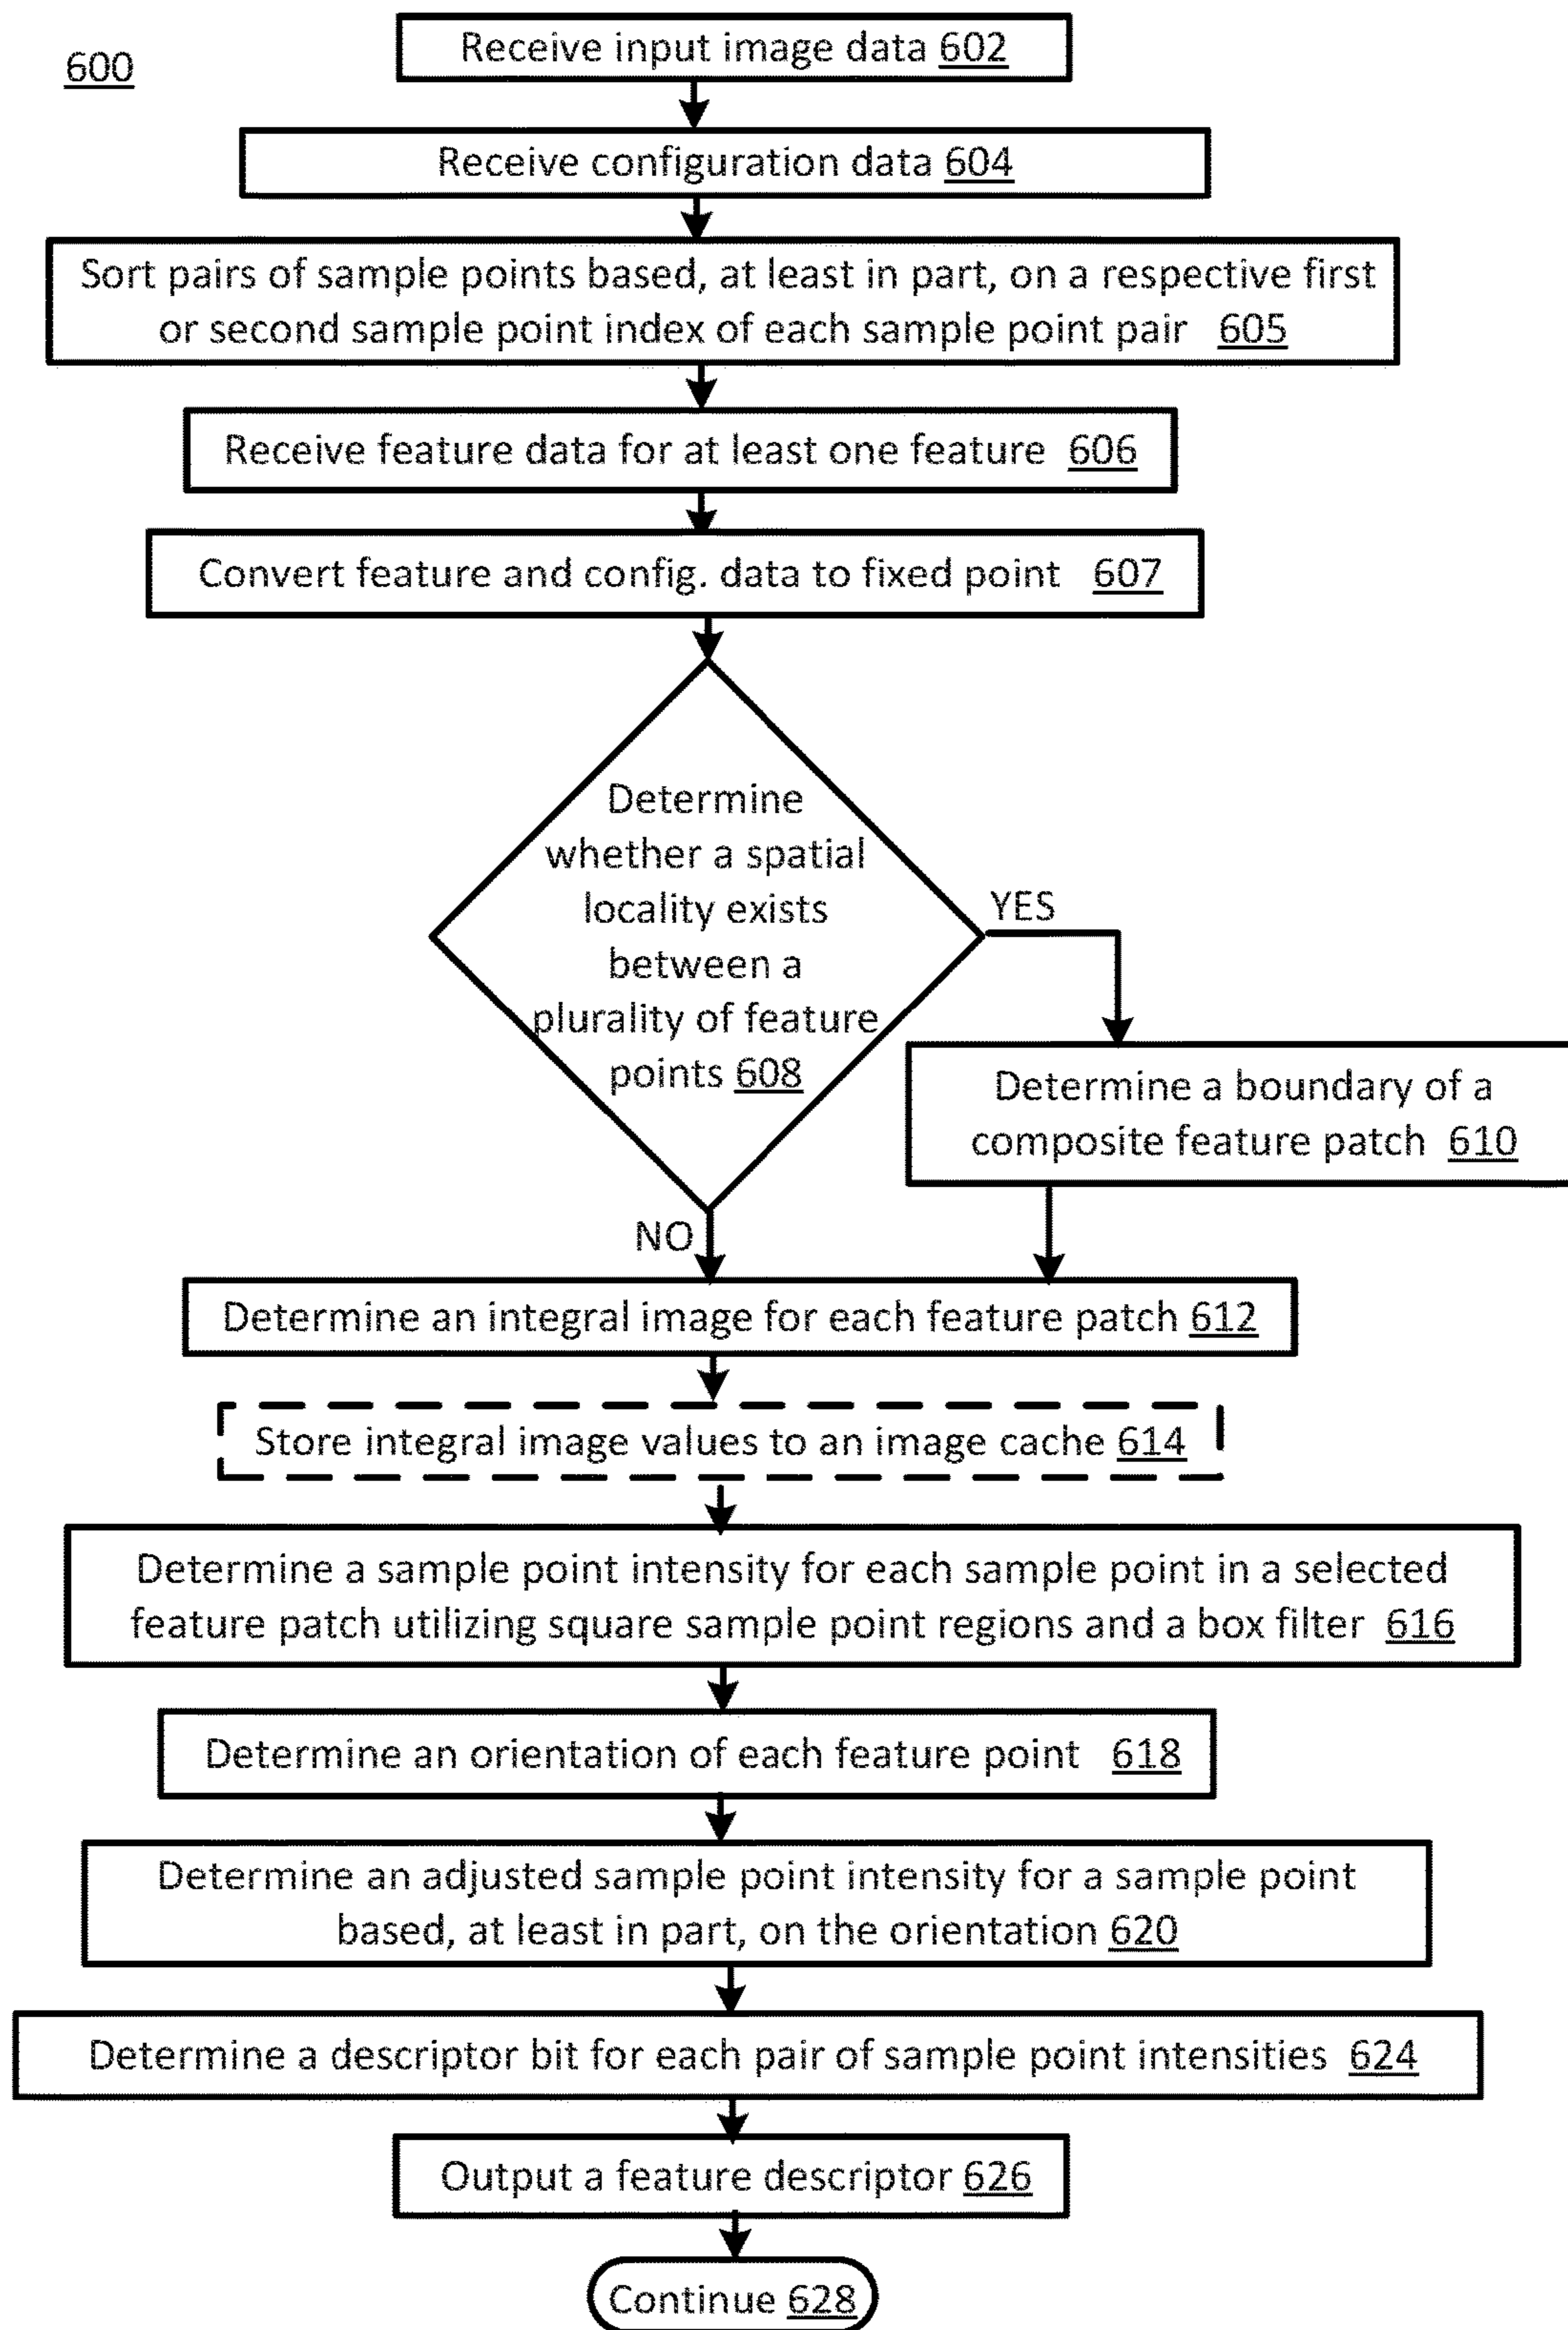 600
Receive input image data 602
Receive configuration data 604
Sort pairs of sample points based, at least in part, on a respective first
or second sample point index of each sample point pair 605
Receive feature data for at least one feature 606
Convert feature and config. data to fixed point 607
Determine
whether a spatial
locality exists
between a
plurality of feature
points 608
YES
Determine a boundary of a
composite feature patch 610
NO
Determine an integral image for each feature patch 612
Store integral image values to an image cache 614
Determine a sample point intensity for each sample point in a selected
feature patch utilizing square sample point regions and a box filter 616
Determine an orientation of each feature point 618
Determine an adjusted sample point intensity for a sample point
based, at least in part, on the orientation 620
Determine a descriptor bit for each pair of sample point intensities 624
Output a feature descriptor 626
Continue 628